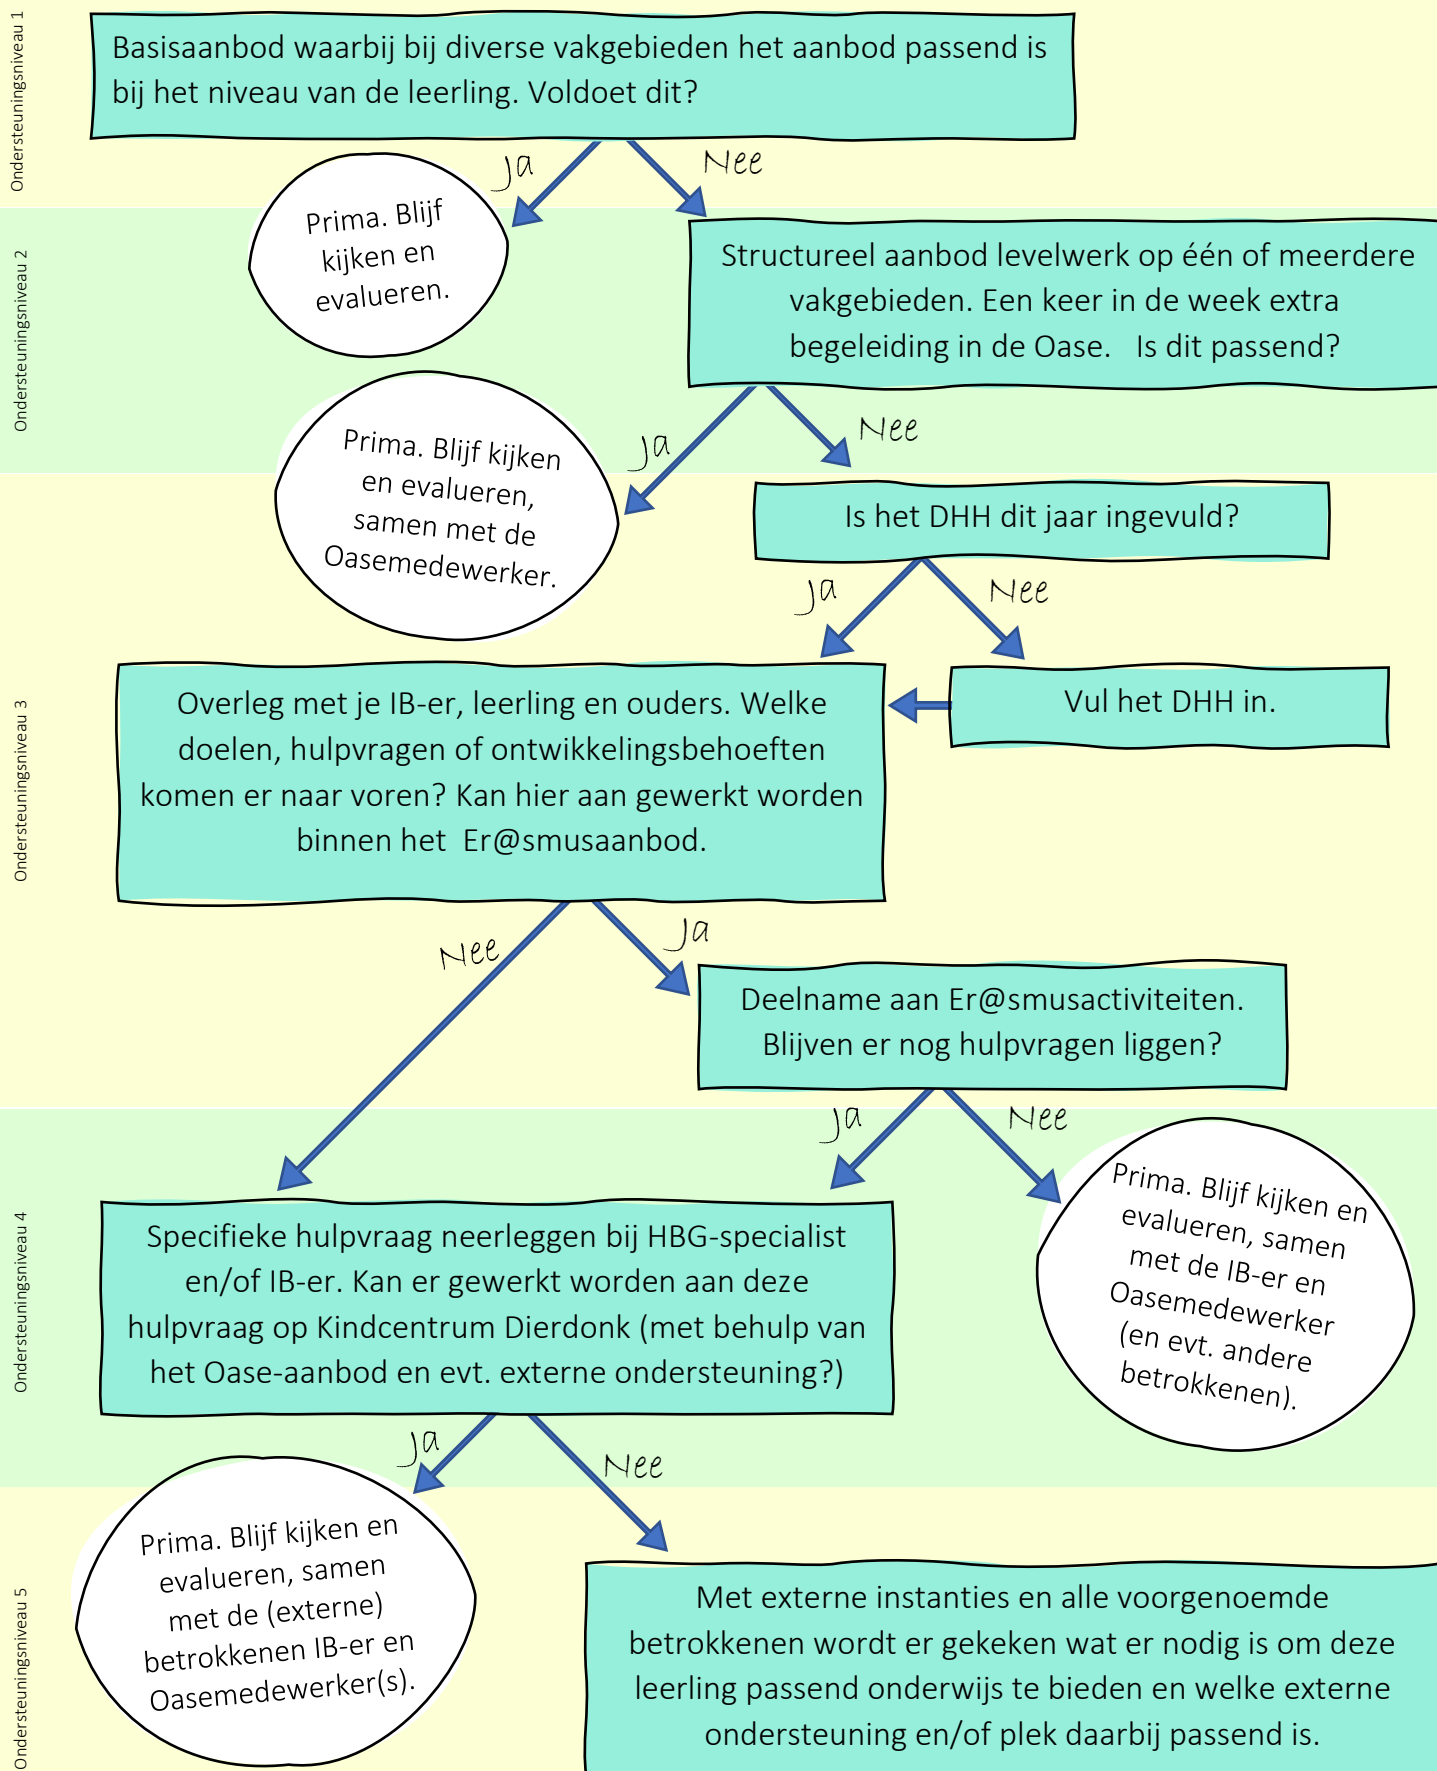 Ondersteuningsniveau 1
Basisaanbod waarbij bij diverse vakgebieden het aanbod passend is
bij het niveau van de leerling. Voldoet dit?
Ja
Nee
Prima. Blijf
kijken en
evalueren.
Ondersteuningsniveau 2
Structureel aanbod levelwerk op één of meerdere
vakgebieden. Een keer in de week extra
begeleiding in de Oase.   Is dit passend?
Ja
Nee
Prima. Blijf kijken
en evalueren,
samen met de
Oasemedewerker.
Ondersteuningsniveau 3
Is het DHH dit jaar ingevuld?
Ja
Nee
Vul het DHH in.
Overleg met je IB-er, leerling en ouders. Welke
doelen, hulpvragen of ontwikkelingsbehoeften
komen er naar voren? Kan hier aan gewerkt worden
binnen het  Er@smusaanbod.
Nee
Ja
Deelname aan Er@smusactiviteiten.
Blijven er nog hulpvragen liggen?
Ja
Nee
Prima. Blijf kijken en
evalueren, samen
met de IB-er en
Oasemedewerker
(en evt. andere
betrokkenen).
Ondersteuningsniveau 4
Specifieke hulpvraag neerleggen bij HBG-specialist
en/of IB-er. Kan er gewerkt worden aan deze
hulpvraag op Kindcentrum Dierdonk (met behulp van
het Oase-aanbod en evt. externe ondersteuning?)
Ja
Nee
Prima. Blijf kijken en
evalueren, samen
met de (externe)
betrokkenen IB-er en
Oasemedewerker(s).
Ondersteuningsniveau 5
Met externe instanties en alle voorgenoemde
betrokkenen wordt er gekeken wat er nodig is om deze
leerling passend onderwijs te bieden en welke externe
ondersteuning en/of plek daarbij passend is.